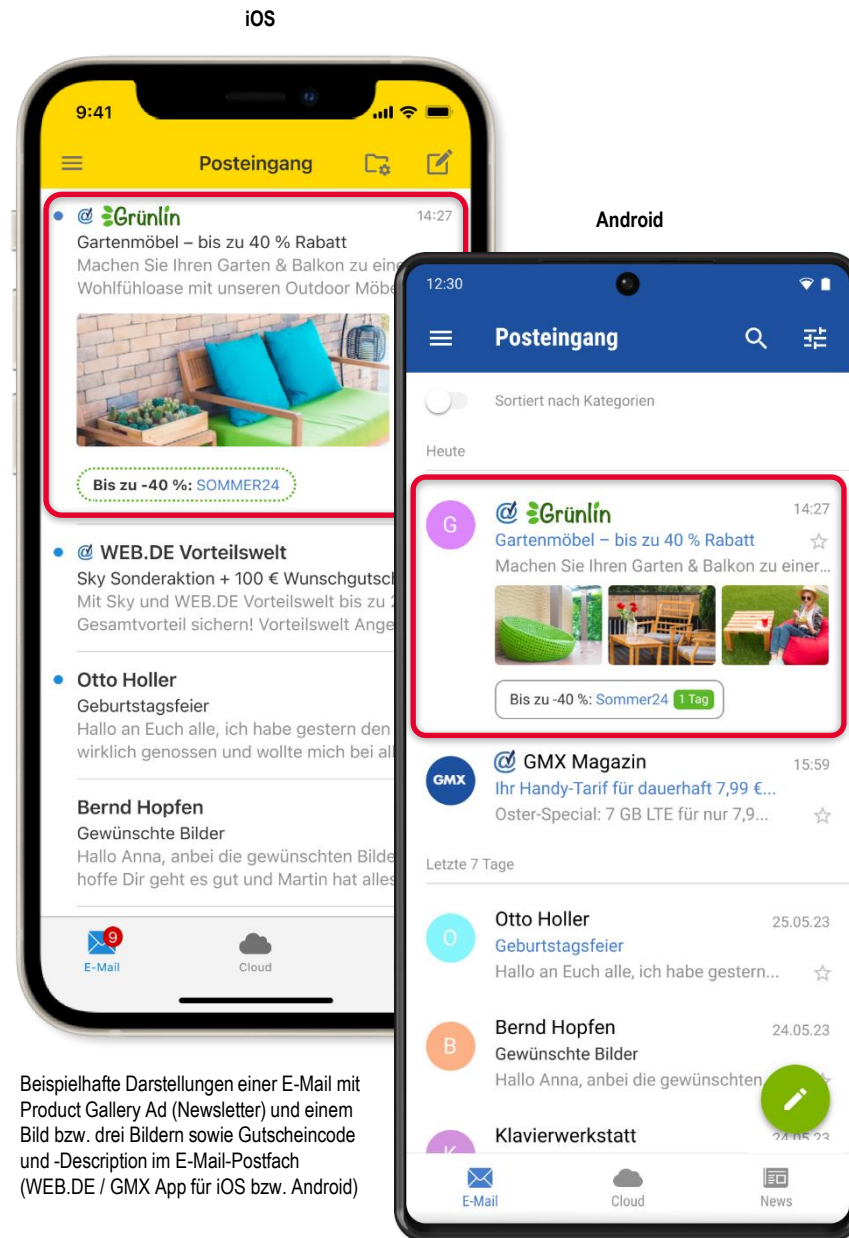 iOS
9:41
Posteingang
Grünlín
14:27
Gartenmöbel – bis zu 40 % Rabatt
Machen Sie Ihren Garten & Balkon zu eine
Wohlfühloase mit unseren Outdoor Möbe
Bis zu -40 %: SOMMER24
WEB.DE Vorteilswelt
Sky Sonderaktion + 100 € Wunschgutsc
Mit Sky und WEB.DE Vorteilswelt bis zu
Gesamtvorteil sichern! Vorteilswelt Ange
Otto Holler
Geburtstagsfeier
Hallo an Euch alle, ich habe gestern den
wirklich genossen und wollte mich bei al
Bernd Hopfen
Gewünschte Bilder
Hallo Anna, anbei die gewünschten Bilde
hoffe Dir geht es gut und Martin hat alles
9
E-Mail
Cloud
Beispielhafte Darstellungen einer E-Mail mit
Product Gallery Ad (Newsletter) und einem
Bild bzw. drei Bildern sowie Gutscheincode
und -Description im E-Mail-Postfach
(WEB.DE / GMX App für iOS bzw. Android)
Android
12:30
Posteingang
Sortiert nach Kategorien
Heute
G
Grünlín
14:27
Gartenmöbel – bis zu 40 % Rabatt
Machen Sie Ihren Garten & Balkon zu einer...
Bis zu -40 %: Sommer24 1 Tag
GMX
GMX Magazin
15:59
Ihr Handy-Tarif für dauerhaft 7,99 €...
Oster-Special: 7 GB LTE für nur 7,9...
Letzte 7 Tage
O
Otto Holler
25.05.23
Geburtstagsfeier
Hallo an Euch alle, ich habe gestern...
B
Bernd Hopfen
24.05.23
Gewünschte Bilder
Hallo Anna, anbei die gewünschten
K
Klavierwerkstatt
24.05.23
E-Mail
Cloud
News